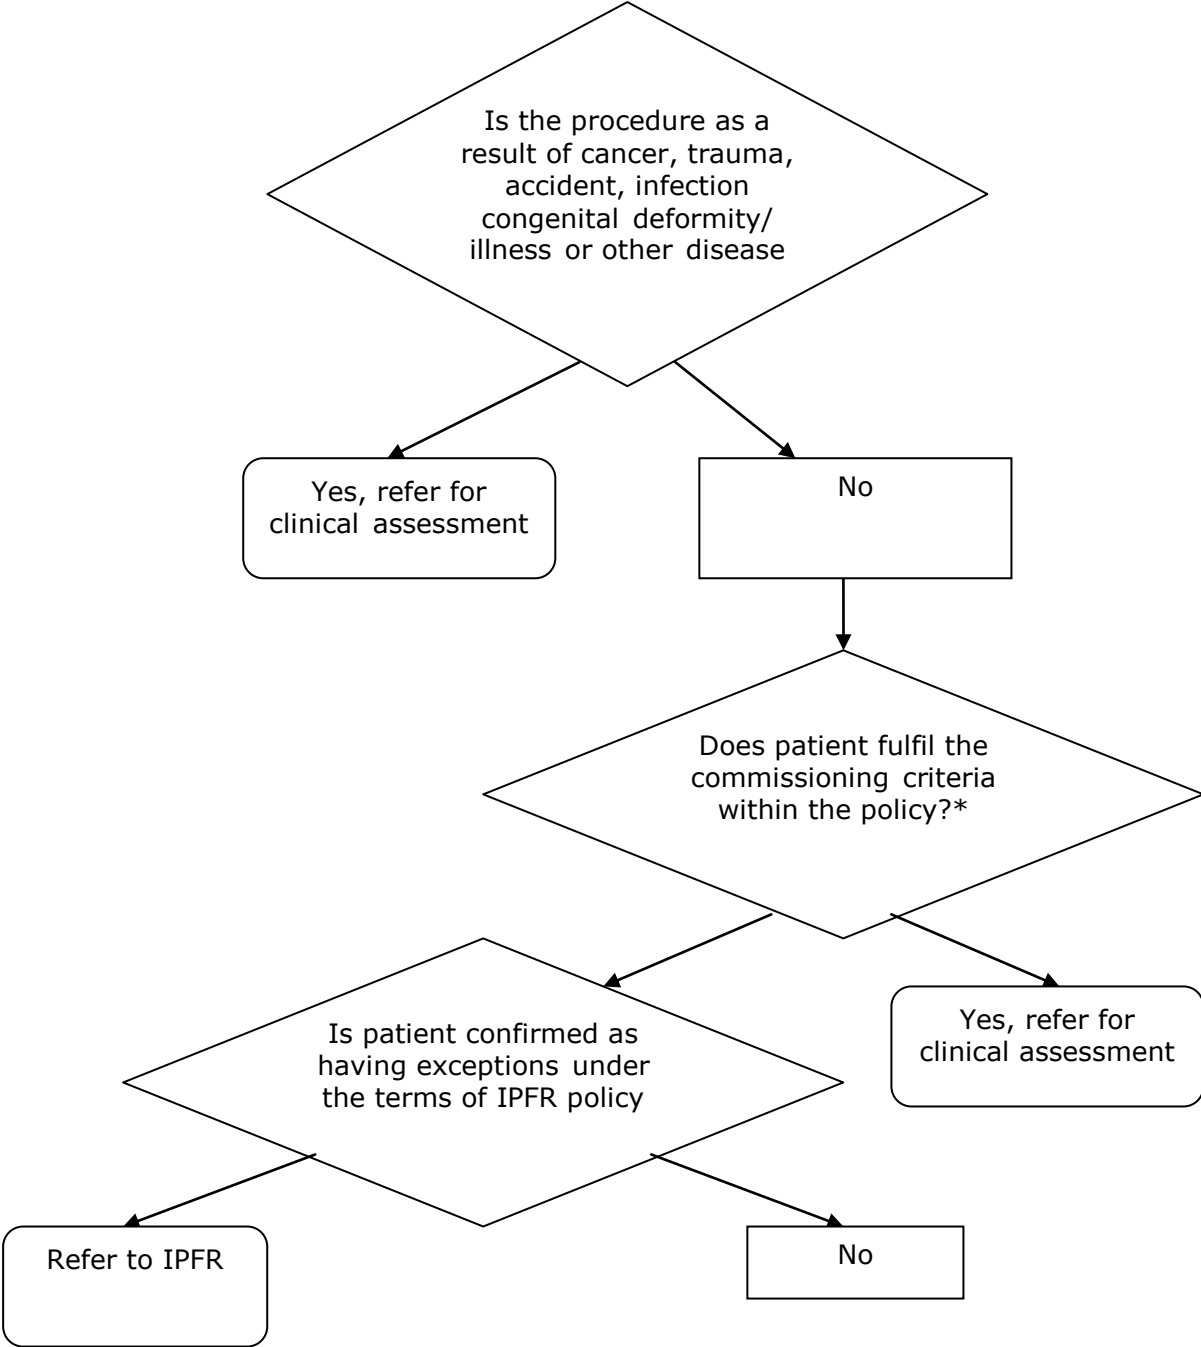 Is the procedure as a
result of cancer, trauma,
accident, infection
congenital deformity/
illness or other disease
Yes, refer for
clinical assessment
No
Does patient fulfil the
commissioning criteria
within the policy?*
Is patient confirmed as
having exceptions under
the terms of IPFR policy
Yes, refer for
clinical assessment
Refer to IPFR
No